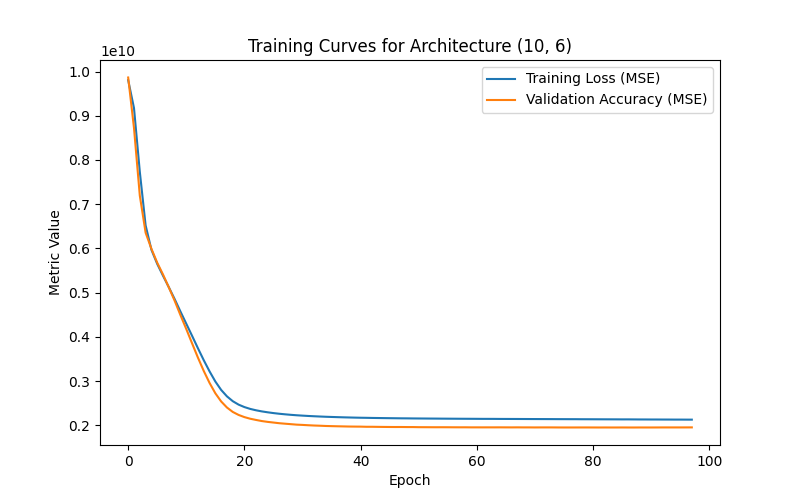 Training Curves for Architecture (10, 6)
1e10
Training Loss (MSE)
Validation Accuracy (MSE)
1.0
0.9
0.8
0.7
0.6
0.5
0.4
0.3
0.2
Metric Value
0 20 40 60 80 100
Epoch